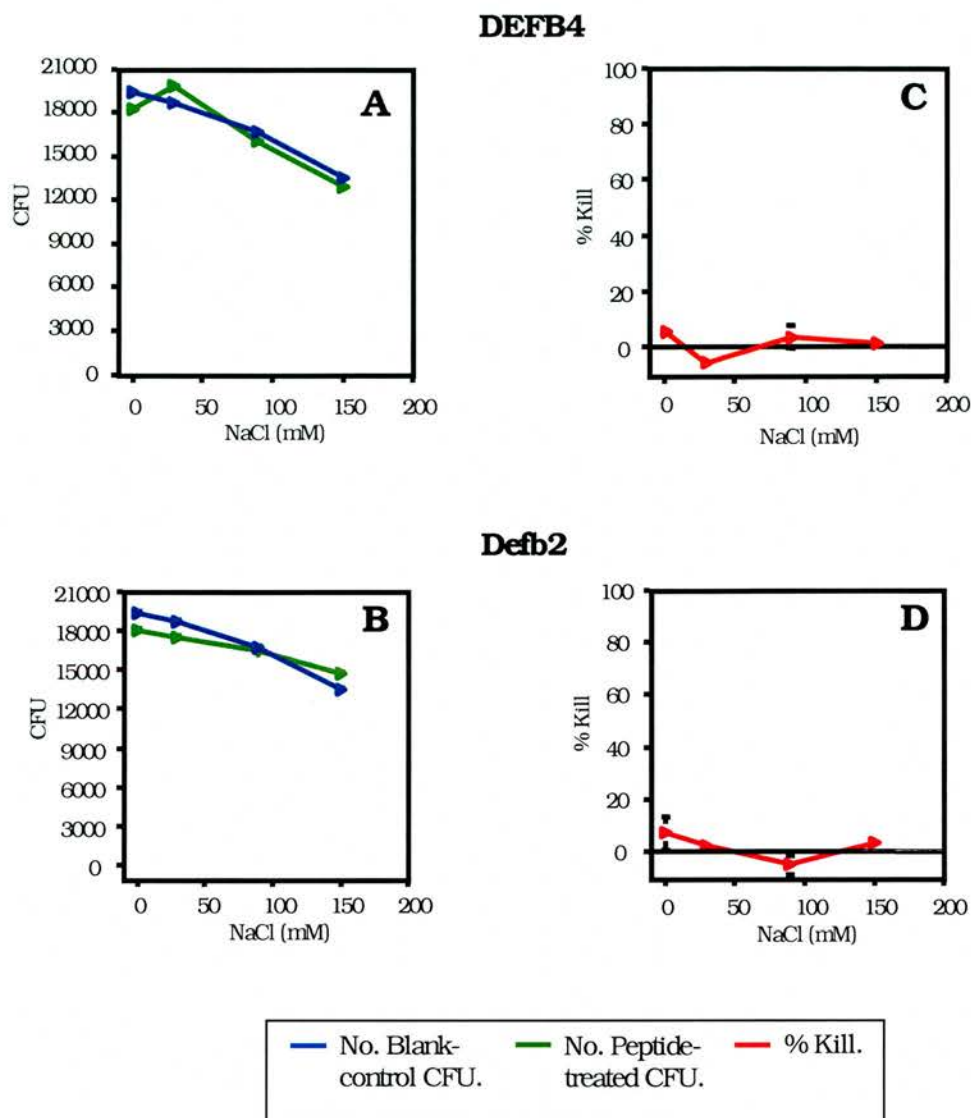 DEFB4
A
21000
18000
15000
12000
9000
6000
3000
0
CFU
0 50 100 150 200
NaCl (mM)
C
100
80
60
40
20
0
% Kill
0 50 100 150 200
NaCl (mM)
Defb2
B
21000
18000
15000
12000
9000
6000
3000
0
CFU
0 50 100 150 200
NaCl (mM)
D
100
80
60
40
20
0
% Kill
0 50 100 150 200
NaCl (mM)
No. Blank-
control CFU.
No. Peptide-
treated CFU.
% Kill.